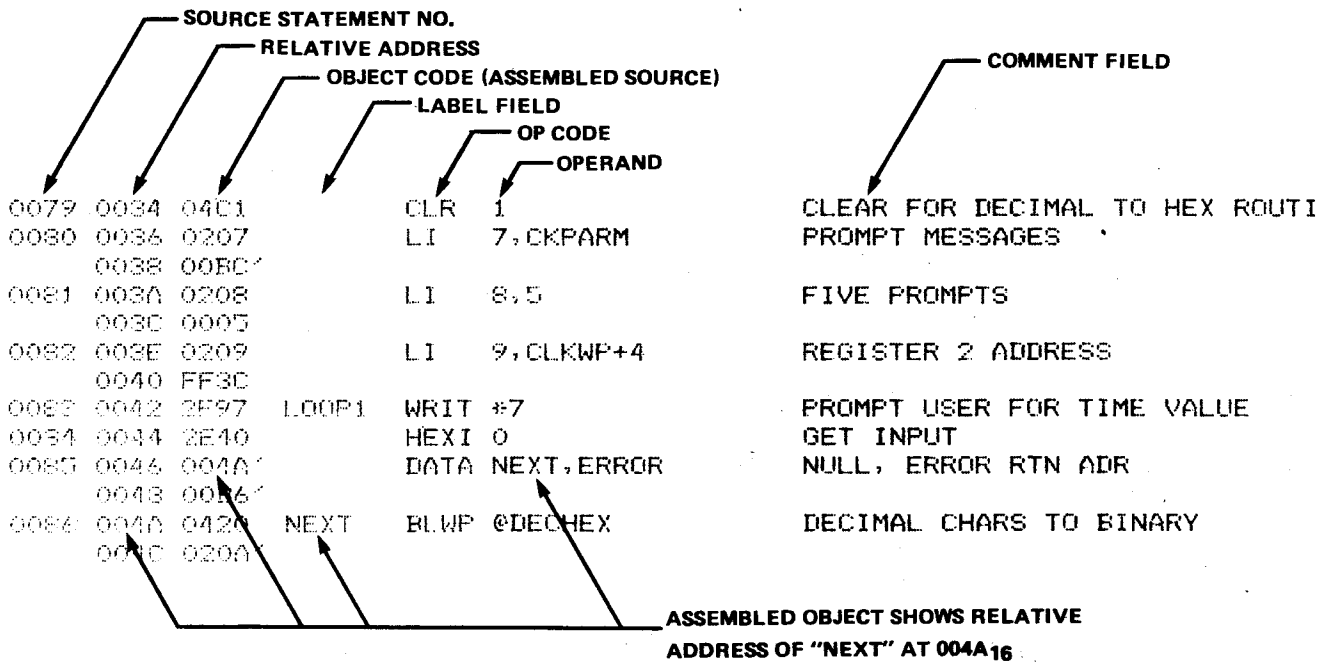 SOURCE STATEMENT NO.
RELATIVE ADDRESS
OBJECT CODE (ASSEMBLED SOURCE)
COMMENT FIELD
LABEL FIELD
OP CODE
OPERAND
0079 0034 04C1 CLR 1 CLEAR FOR DECIMAL TO HEX ROUTI
0080 0036 0207 LI 7,CKPARM PROMPT MESSAGES
0038 00BC'
0081 003A 0208 LI 8,5 FIVE PROMPTS
003C 0005
0082 003E 0209 LI 9,CLKWP+4 REGISTER 2 ADDRESS
0040 FF3C
0083 0042 2F97 LOOP1 WRIT *7 PROMPT USER FOR TIME VALUE
0084 0044 2E40 HEXI 0 GET INPUT
0085 0046 004A' DATA NEXT,ERROR NULL, ERROR RTN ADR
0048 00B6'
0086 004A 0420 NEXT BLWP @DECHEX DECIMAL CHARS TO BINARY
004C 020A'
ASSEMBLED OBJECT SHOWS RELATIVE
ADDRESS OF "NEXT" AT 004A16